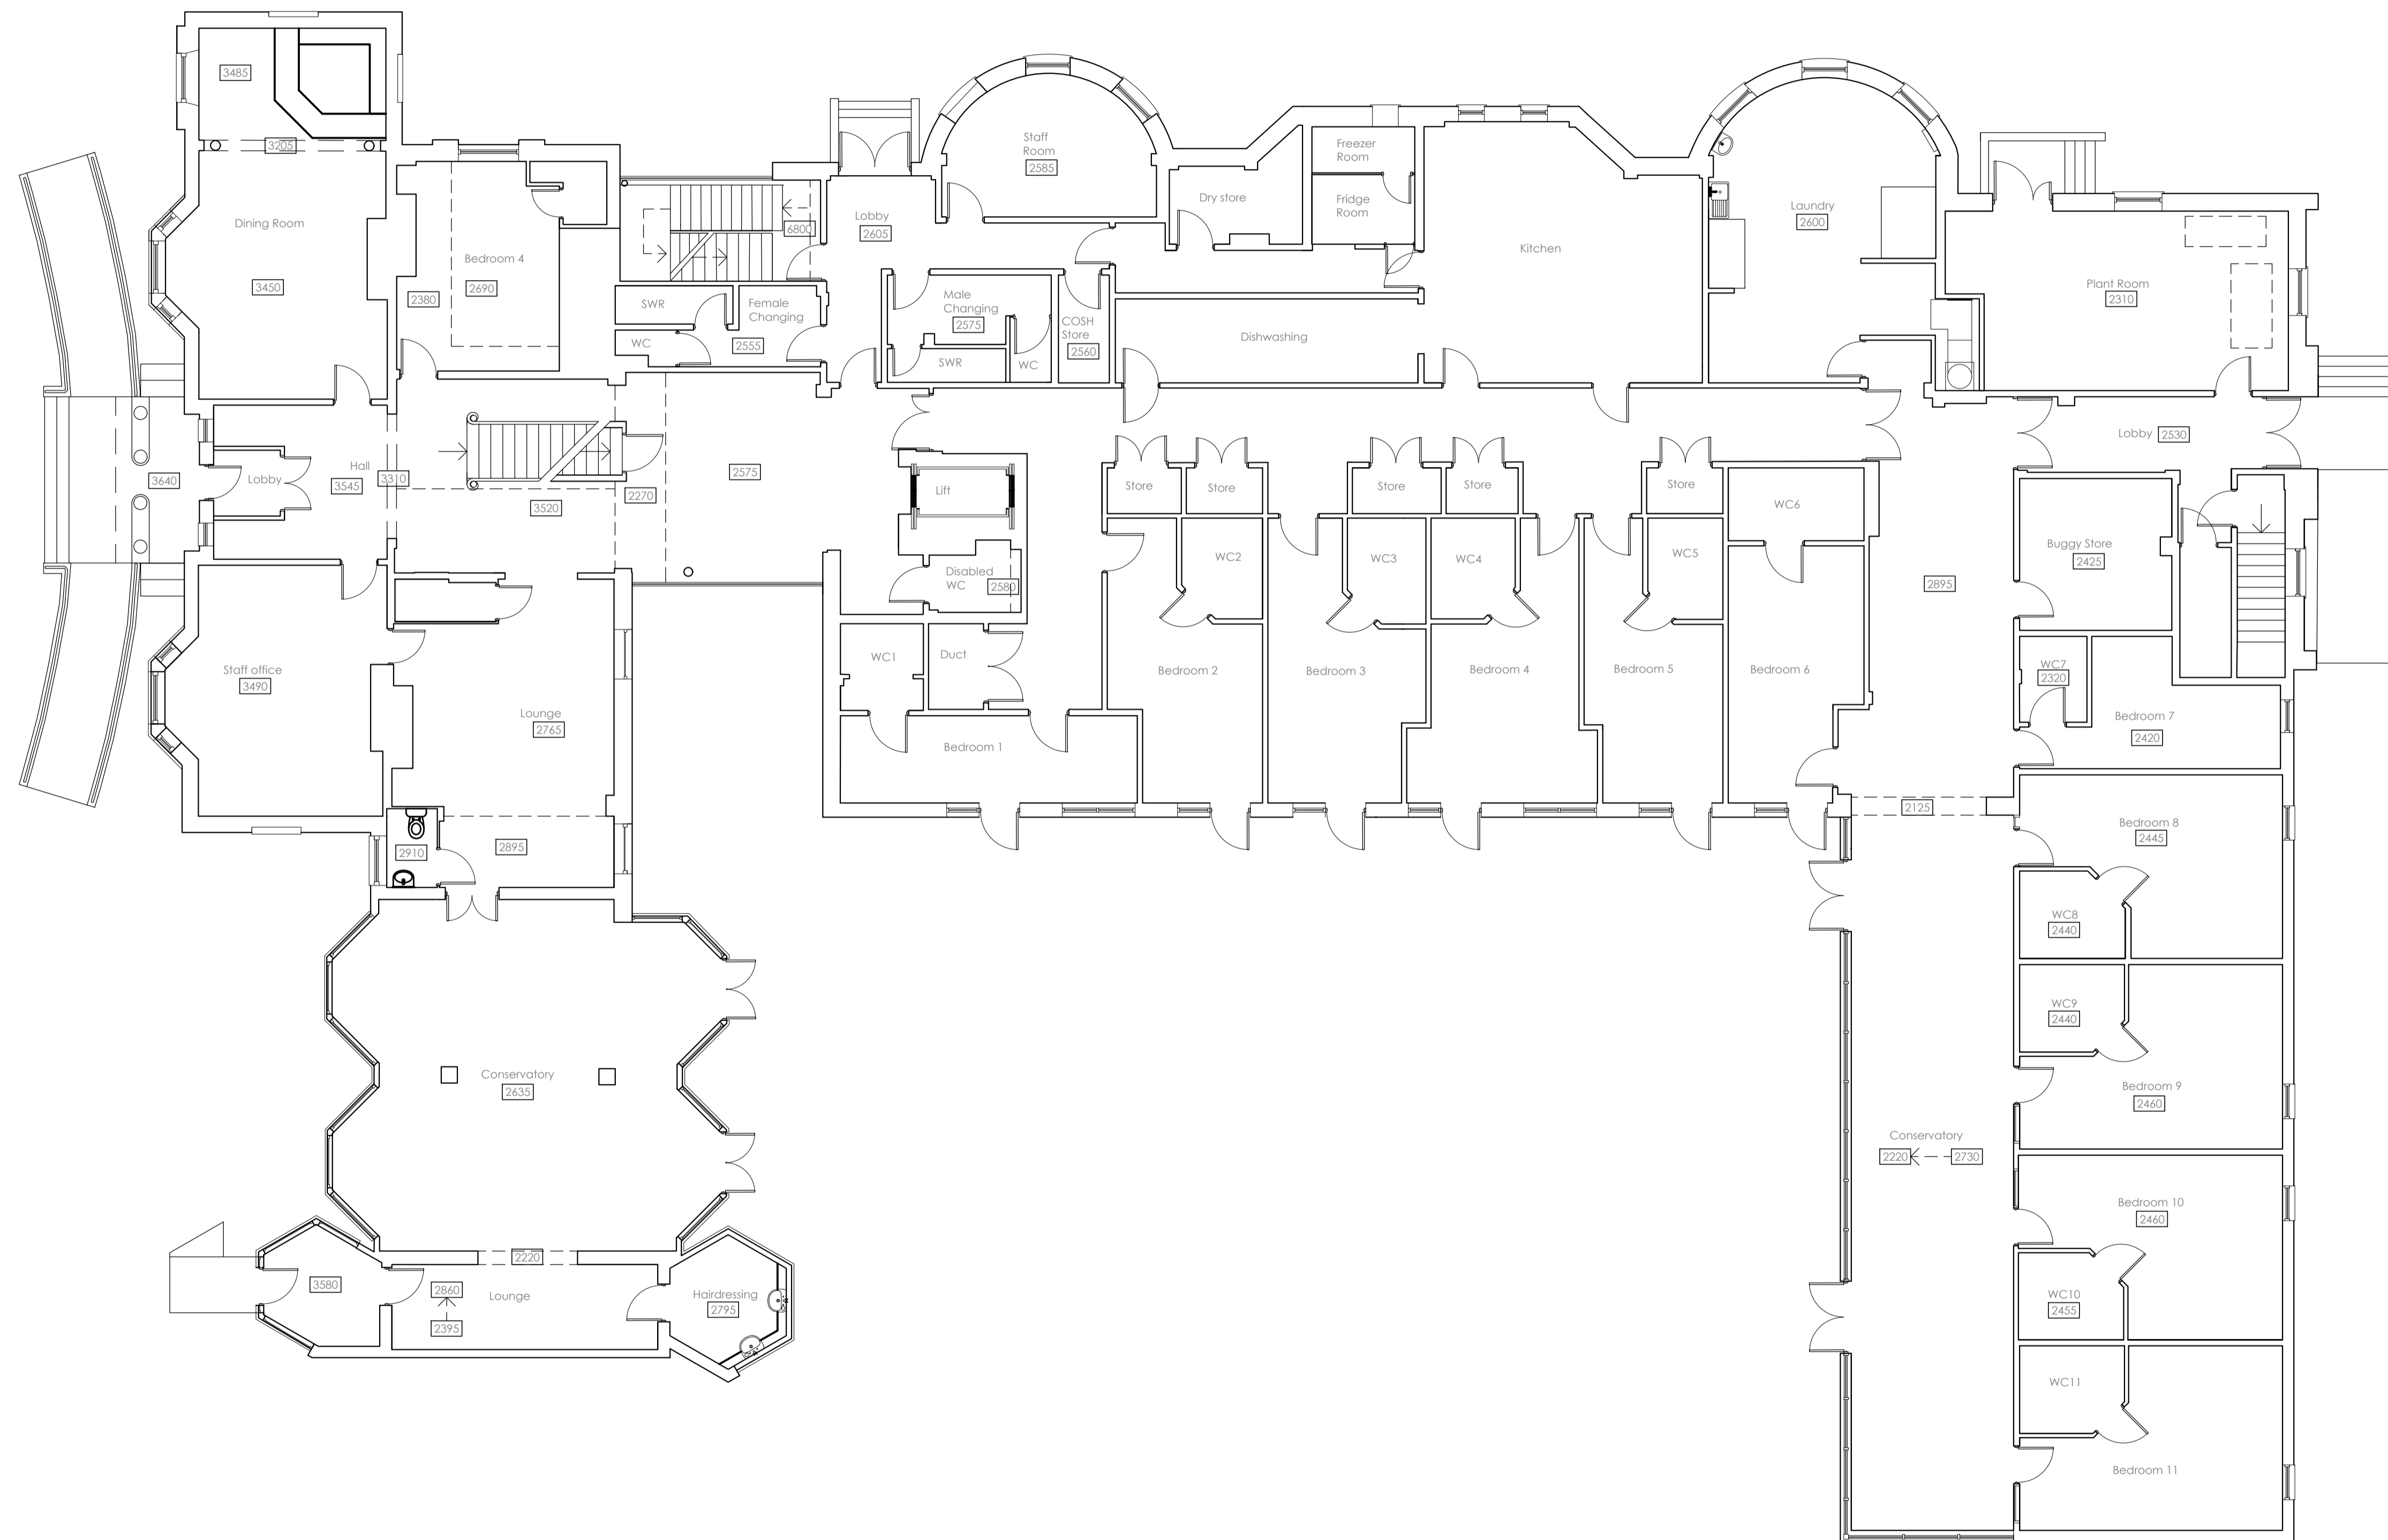 3485
3205
Dining Room
3450
Bedroom 4
2690
2380
6800
Lobby
2605
Staff
Room
2585
Dry store
Freezer
Room
Fridge
Room
Kitchen
Laundry
2600
Plant Room
2310
SWR
Female
Changing
WC
2555
Male
Changing
2575
SWR
WC
COSH
Store
2560
Dishwashing
Lobby
2530
3640
Lobby
Hall
3545
3310
3520
2270
2575
Lift
Disabled
WC
2580
Store
Store
Store
Store
Store
WC2
WC3
WC4
WC5
WC6
2895
Buggy Store
2425
Staff office
3490
Lounge
2765
WC1
Duct
Bedroom 1
Bedroom 2
Bedroom 3
Bedroom 4
Bedroom 5
Bedroom 6
WC7
2320
Bedroom 7
2420
2910
2895
2125
Bedroom 8
2445
WC8
2440
WC9
2440
Bedroom 9
2460
Conservatory
2635
Conservatory
2220
2730
Bedroom 10
2460
WC10
2455
2220
3580
2860
2395
Lounge
Hairdressing
2795
WC11
Bedroom 11